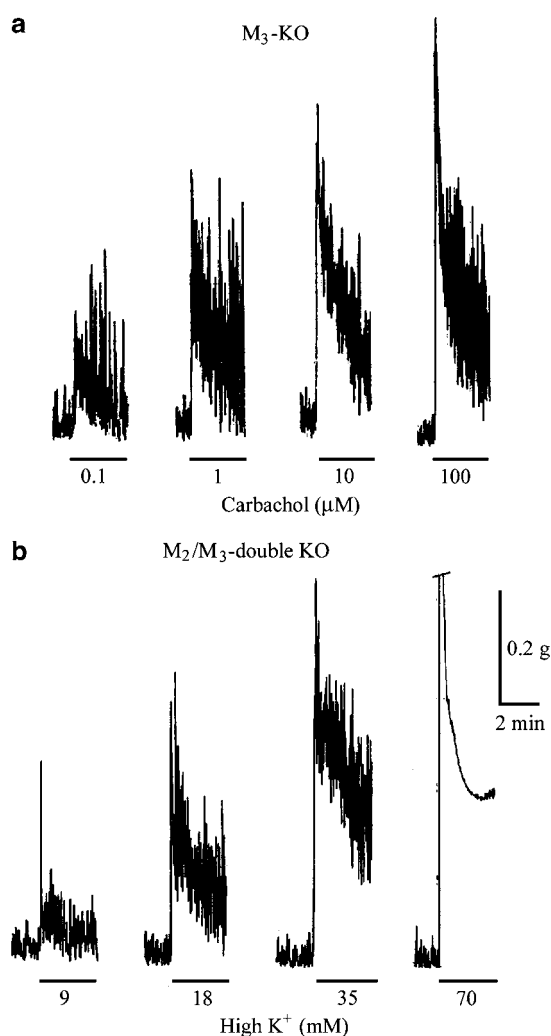 a
M₃-KO
0.1 1 10 100
Carbachol (μM)
b
M₂/M₃-double KO
0.2 g
2 min
9 18 35 70
High K⁺ (mM)